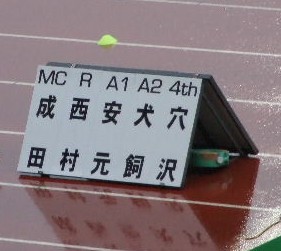 MC R A1 A2 4th
成 西 安 犬 穴
田 村 元 飼 沢